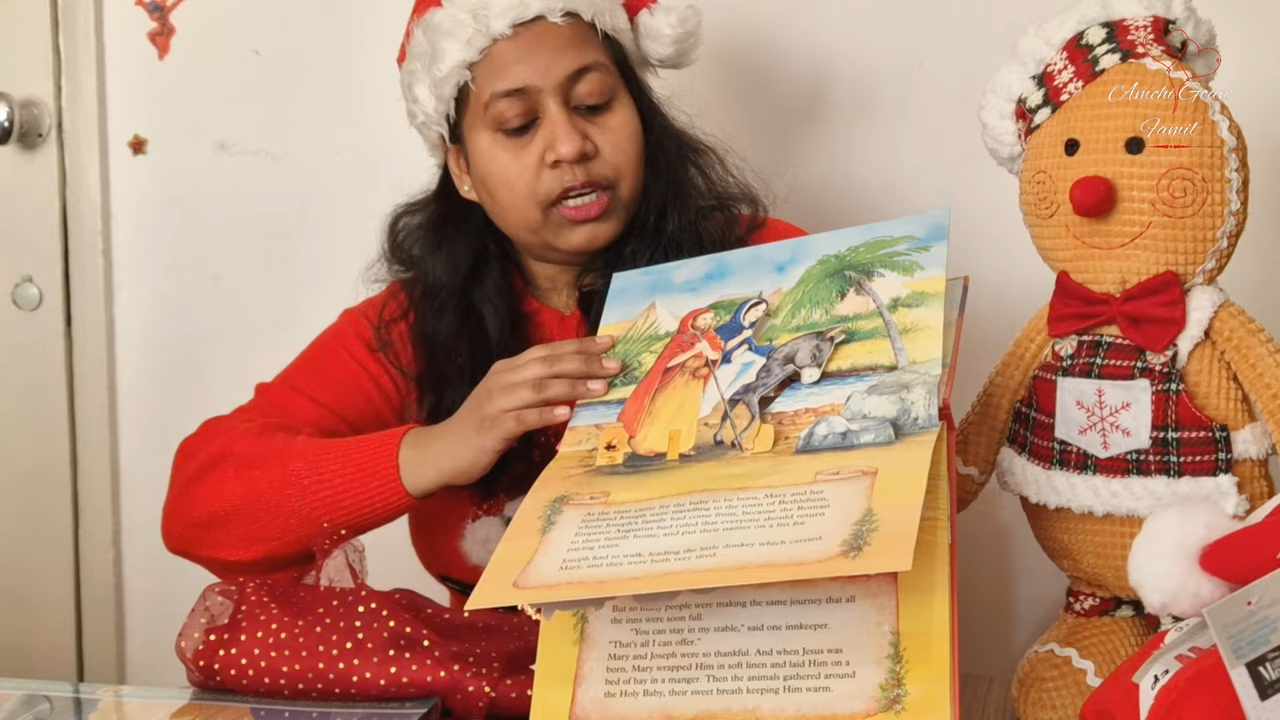 Amchi Goan
Famil
As the time came for the baby to be born, Mary and her
husband Joseph were travelling to the town of Bethlehem,
where Joseph's family had come from, because the Roman
Emperor Augustus had ruled that everyone should return
to their family home, and put their names on a list for
paying taxes.
Joseph had to walk, leading the little donkey which carried
Mary, and they were both very tired.
But so many people were making the same journey that all
the inns were soon full.
"You can stay in my stable," said one innkeeper.
"That's all I can offer."
Mary and Joseph were so thankful. And when Jesus was
born, Mary wrapped Him in soft linen and laid Him on a
bed of hay in a manger. Then the animals gathered around
the Holy Baby, their sweet breath keeping Him warm.